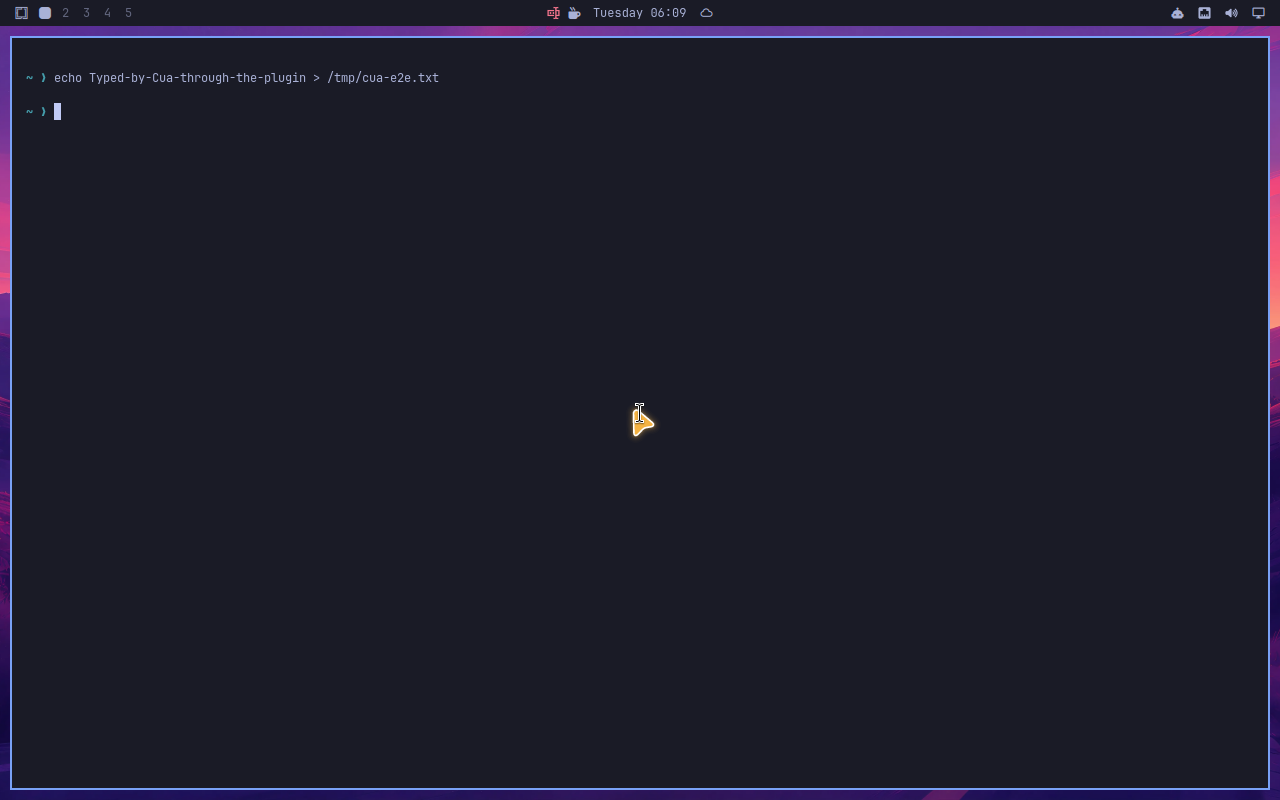 2 3 4 5
Tuesday 06:09
~ ❯ echo Typed-by-Cua-through-the-plugin > /tmp/cua-e2e.txt
~ ❯